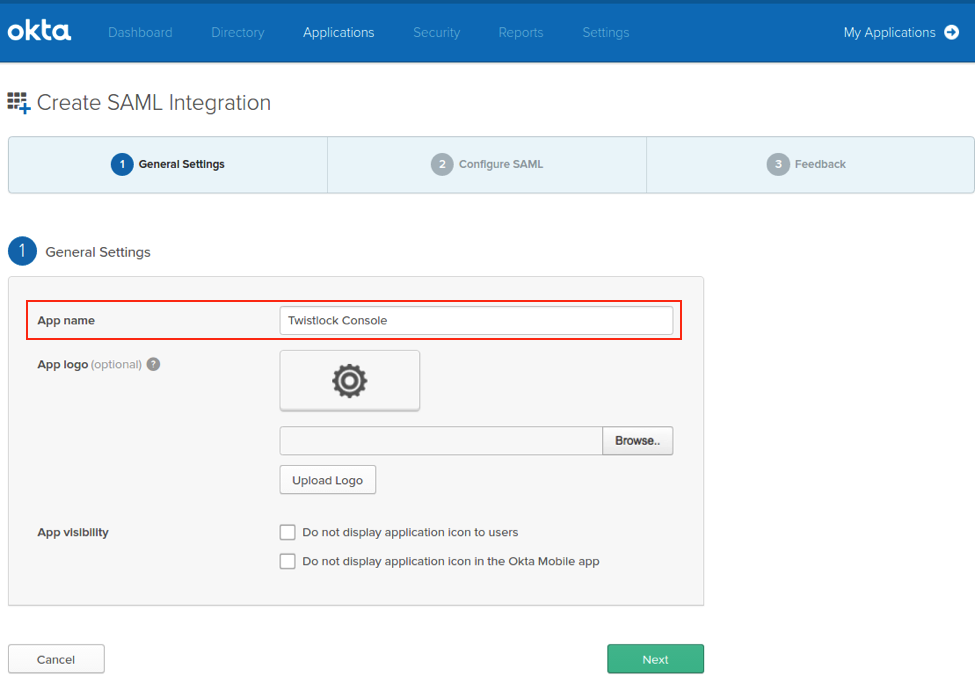 okta Dashboard Directory Applications Security Reports Settings My Applications
Create SAML Integration
1 General Settings 2 Configure SAML 3 Feedback
1 General Settings
App name Twistlock Console
App logo (optional) ?
Browse..
Upload Logo
App visibility Do not display application icon to users
Do not display application icon in the Okta Mobile app
Cancel Next